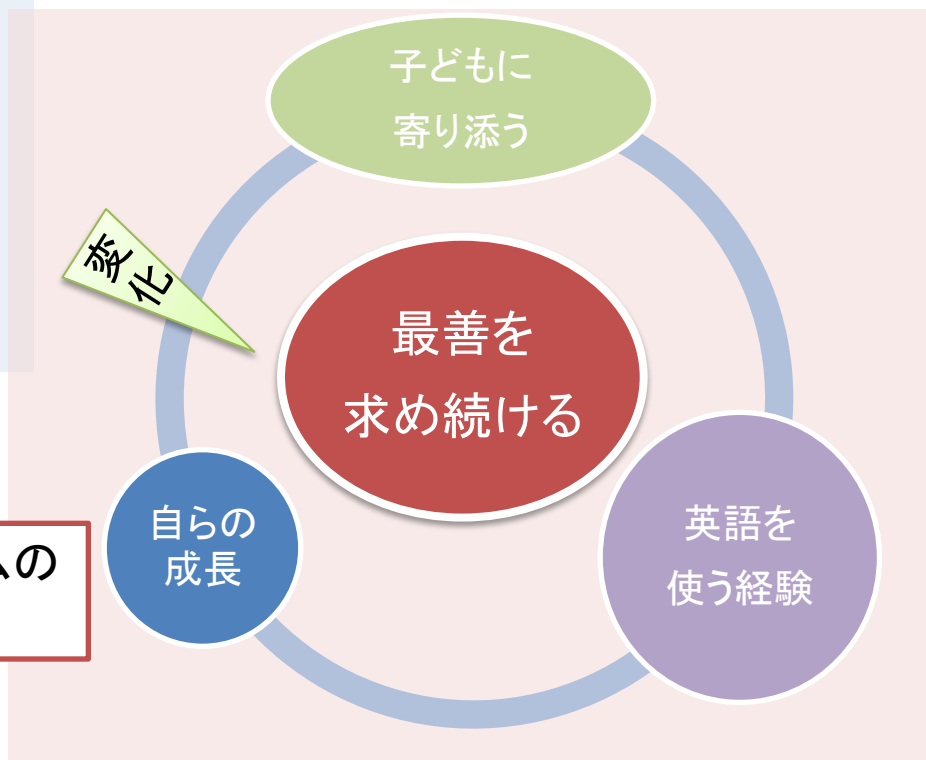 子どもに
寄り添う
変化
最善を
求め続ける
自らの
成長
ムの
英語を
使う経験